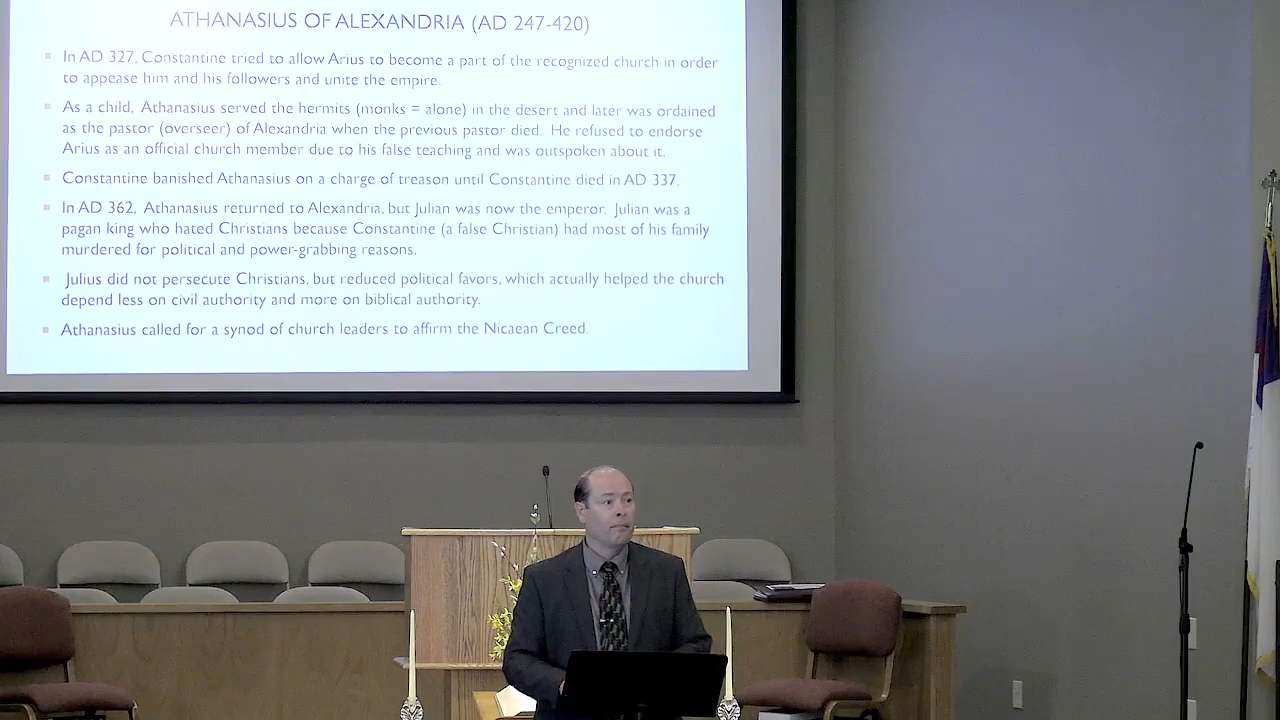 ATHANASIUS OF ALEXANDRIA (AD 247-420)
In AD 327, Constantine tried to allow Arius to become a part of the recognized church in order
to appease him and his followers and unite the empire.
As a child, Athanasius served the hermits (monks = alone) in the desert and later was ordained
as the pastor (overseer) of Alexandria when the previous pastor died. He refused to endorse
Arius as an official church member due to his false teaching and was outspoken about it.
Constantine banished Athanasius on a charge of treason until Constantine died in AD 337.
In AD 362, Athanasius returned to Alexandria, but Julian was now the emperor. Julian was a
pagan king who hated Christians because Constantine (a false Christian) had most of his family
murdered for political and power-grabbing reasons.
Julius did not persecute Christians, but reduced political favors, which actually helped the church
depend less on civil authority and more on biblical authority.
Athanasius called for a synod of church leaders to affirm the Nicaean Creed.